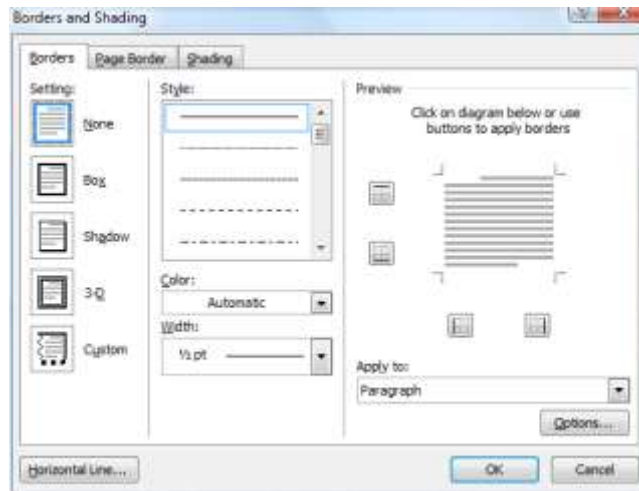 Borders and Shading
Borders
Page Border
Shading
Setting:
None
Box
Shadow
3-D
Custom
Style:
Color:
Automatic
Width:
½ pt
Preview
Click on diagram below or use
buttons to apply borders
Apply to:
Paragraph
Options...
Horizontal Line...
OK
Cancel